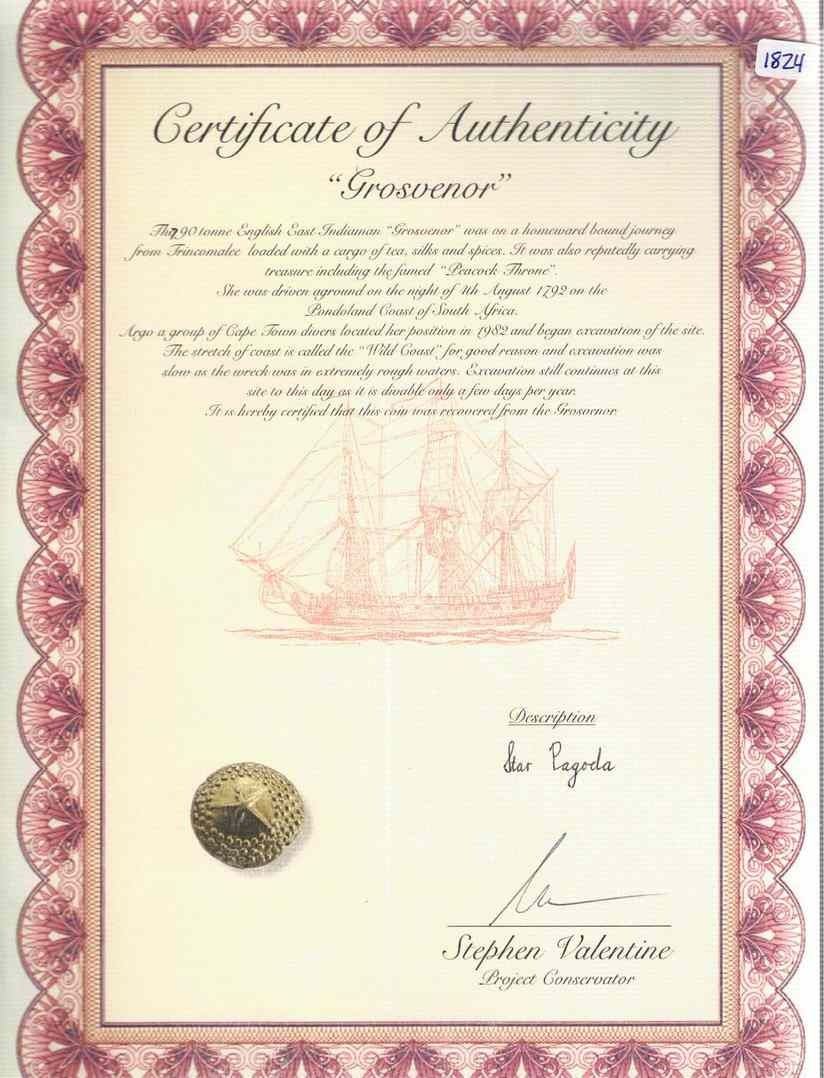 1824
Certificate of Authenticity
"Grosvenor"
The 790 tonne English East Indiaman "Grosvenor" was on a homeward bound journey
from Trincomalee loaded with a cargo of tea, silks and spices. It was also reputedly carrying
treasure including the famed "Peacock Throne".
She was driven aground on the night of 4th August 1792 on the
Pondoland Coast of South Africa.
Argo a group of Cape Town divers located her position in 1982 and began excavation of the site.
The stretch of coast is called the "Wild Coast" for good reason and excavation was
slow as the wreck was in extremely rough waters. Excavation still continues at this
site to this day as it is divable only a few days per year.
It is hereby certified that this coin was recovered from the Grosvenor.
Description
Star Pagoda
Stephen Valentine
Project Conservator